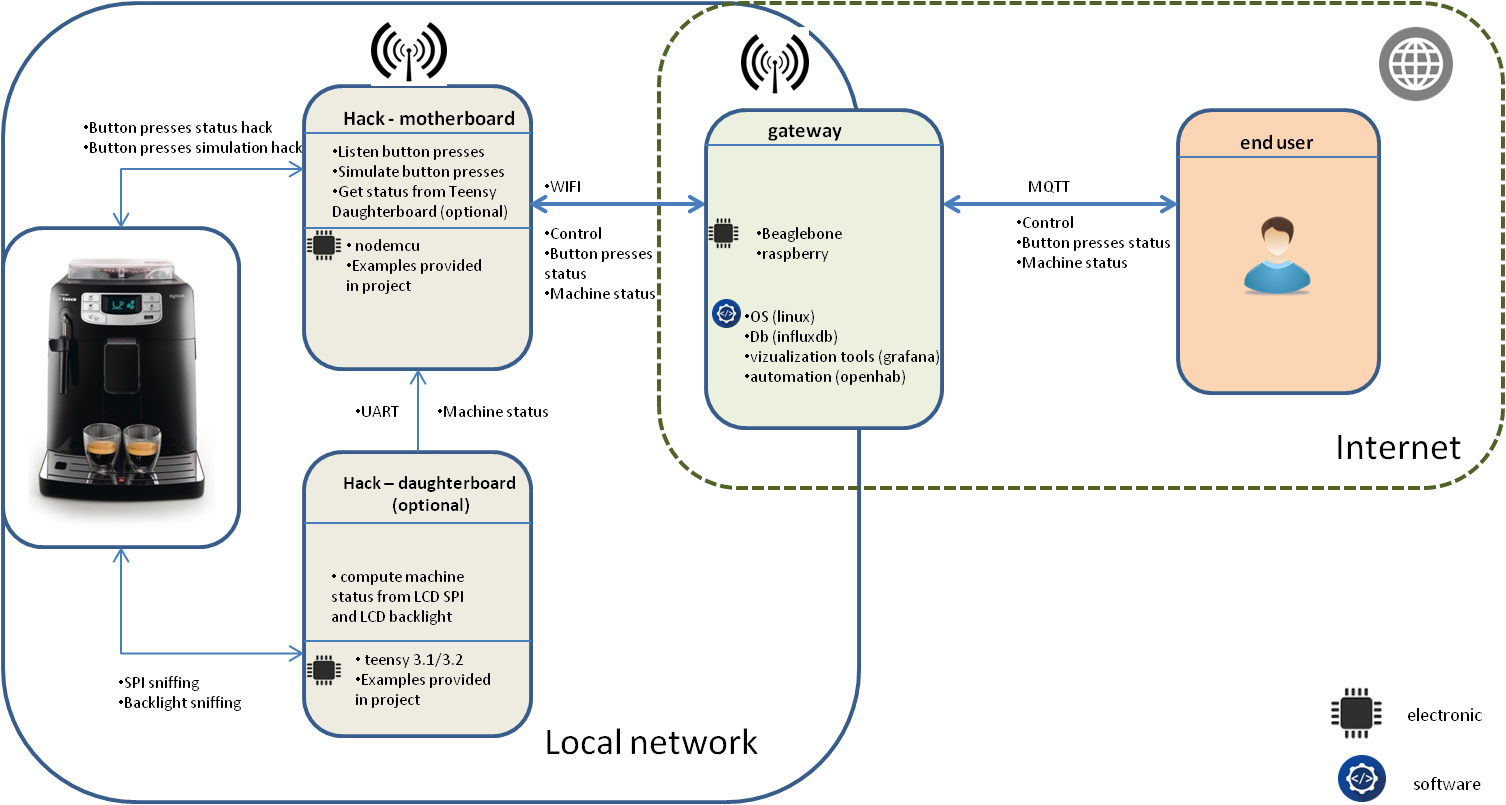 •Button presses status hack
•Button presses simulation hack
Hack - motherboard
•Listen button presses
•Simulate button presses
•Get status from Teensy
Daughterboard (optional)
• nodemcu
•Examples provided
in project
•WIFI
•Control
•Button presses
status
•Machine status
gateway
•Beaglebone
•raspberry
•OS (linux)
•Db (influxdb)
•vizualization tools (grafana)
•automation (openhab)
MQTT
•Control
•Button presses status
•Machine status
end user
Internet
Saeco
•UART
•Machine status
Hack – daughterboard
(optional)
• compute machine
status from LCD SPI
and LCD backlight
• teensy 3.1/3.2
•Examples provided
in project
•SPI sniffing
•Backlight sniffing
Local network
electronic
software